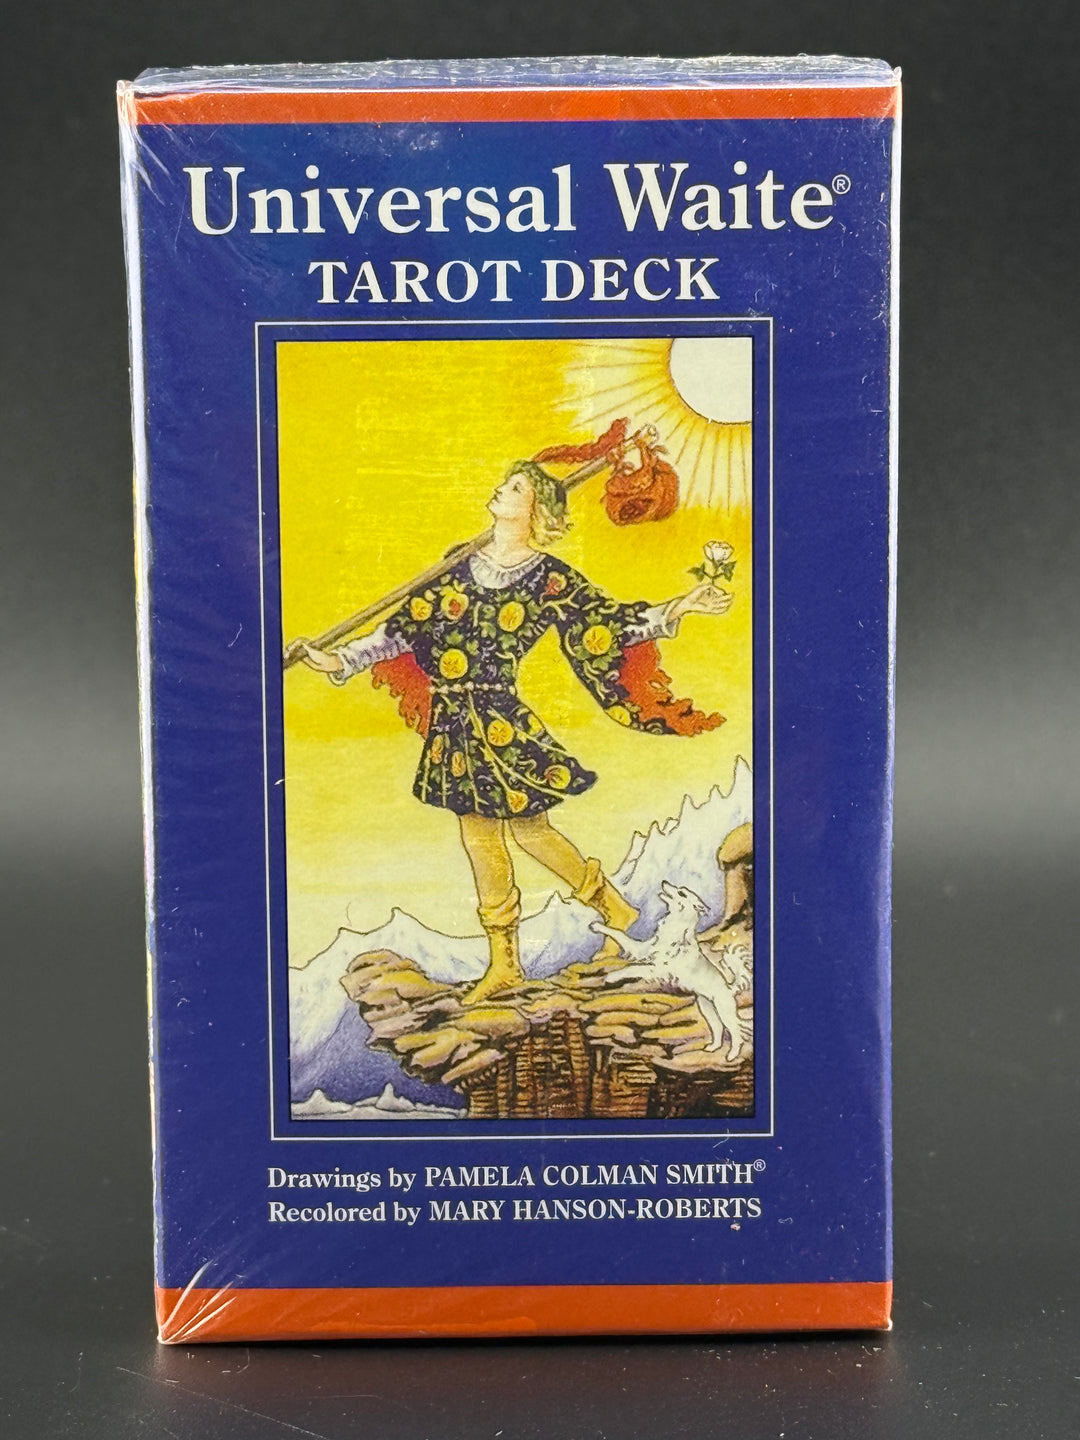 Universal Waite®
TAROT DECK
Drawings by PAMELA COLMAN SMITH®
Recolored by MARY HANSON-ROBERTS